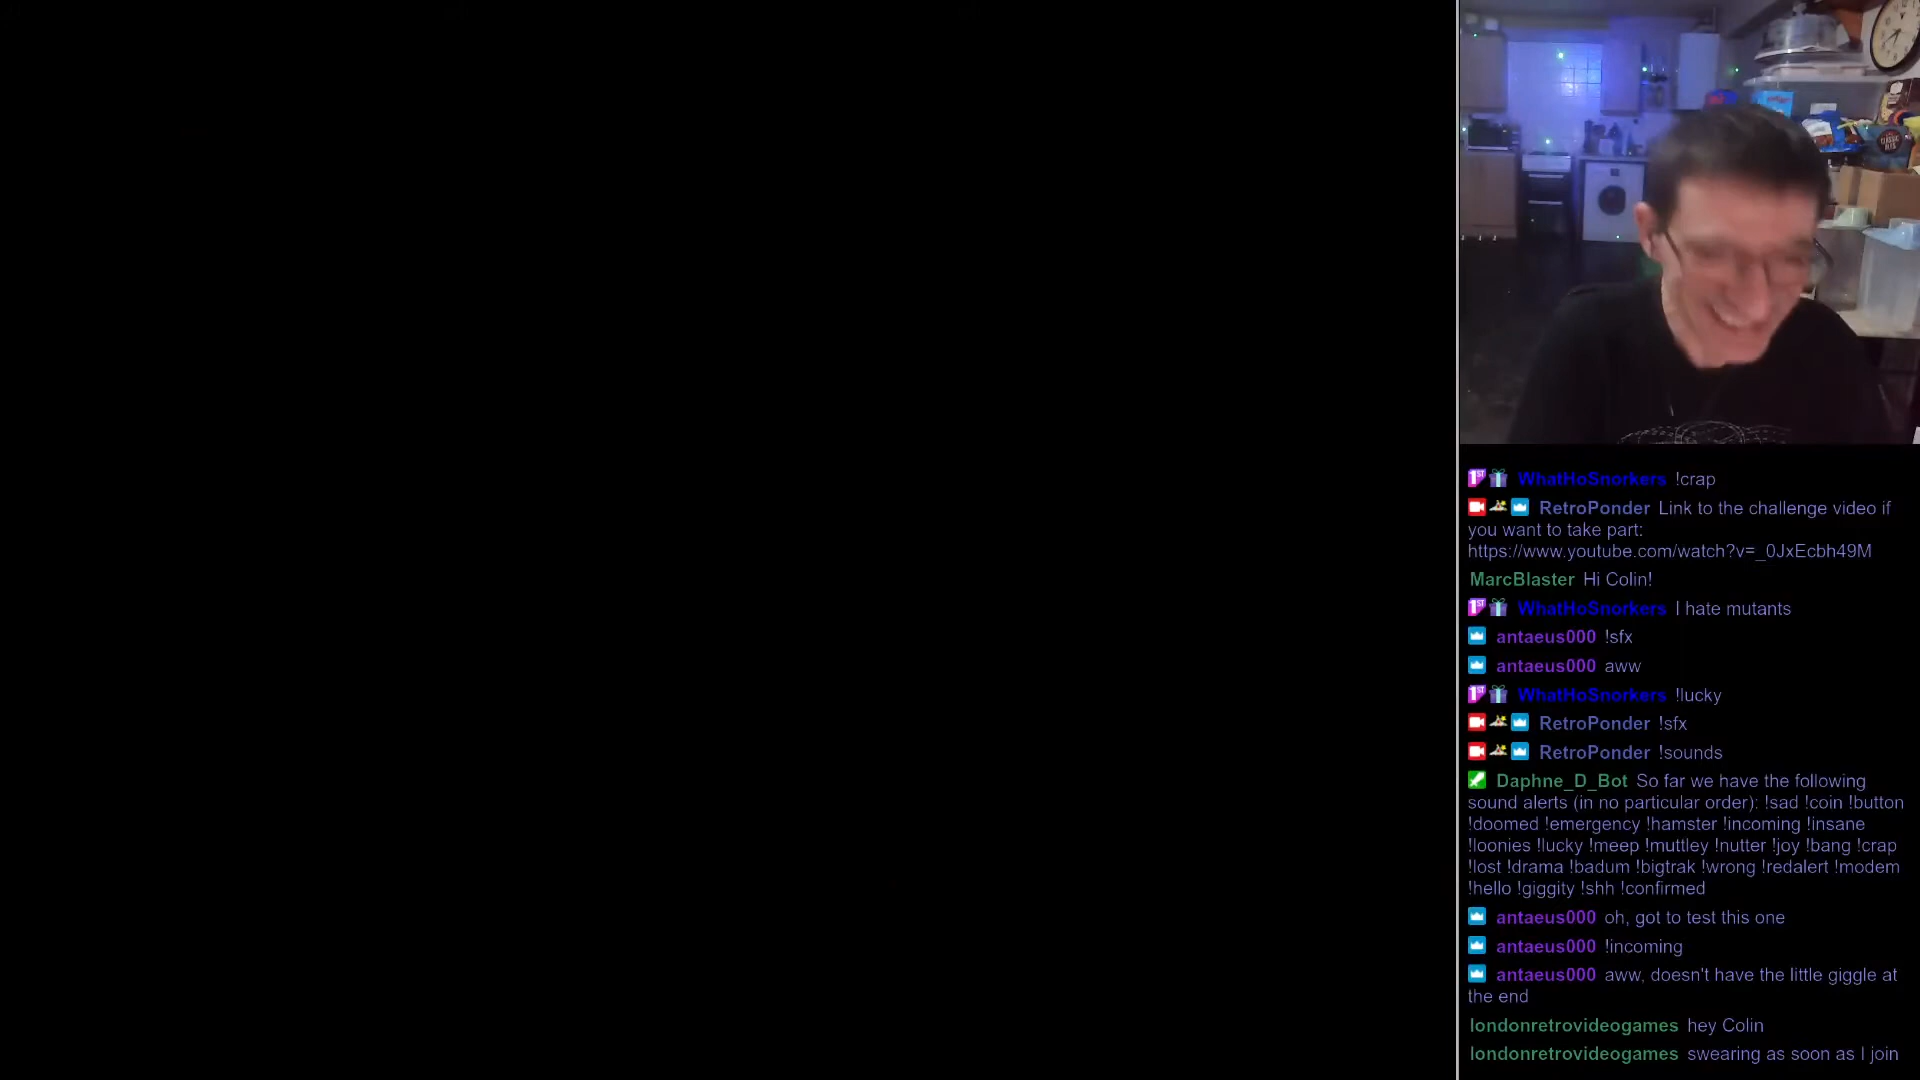 WhatHoSnorkers !crap
RetroPonder Link to the challenge video if
you want to take part:
https://www.youtube.com/watch?v=_0JxEcbh49M
MarcBlaster Hi Colin!
WhatHoSnorkers I hate mutants
antaeus000 !sfx
antaeus000 aww
WhatHoSnorkers !lucky
RetroPonder !sfx
RetroPonder !sounds
Daphne_D_Bot So far we have the following
sound alerts (in no particular order): !sad !coin !button
!doomed !emergency !hamster !incoming !insane
!loonies !lucky !meep !muttley !nutter !joy !bang !crap
!lost !drama !badum !bigtrak !wrong !redalert !modem
!hello !giggity !shh !confirmed
antaeus000 oh, got to test this one
antaeus000 !incoming
antaeus000 aww, doesn't have the little giggle at
the end
londonretrovideogames hey Colin
londonretrovideogames swearing as soon as I join